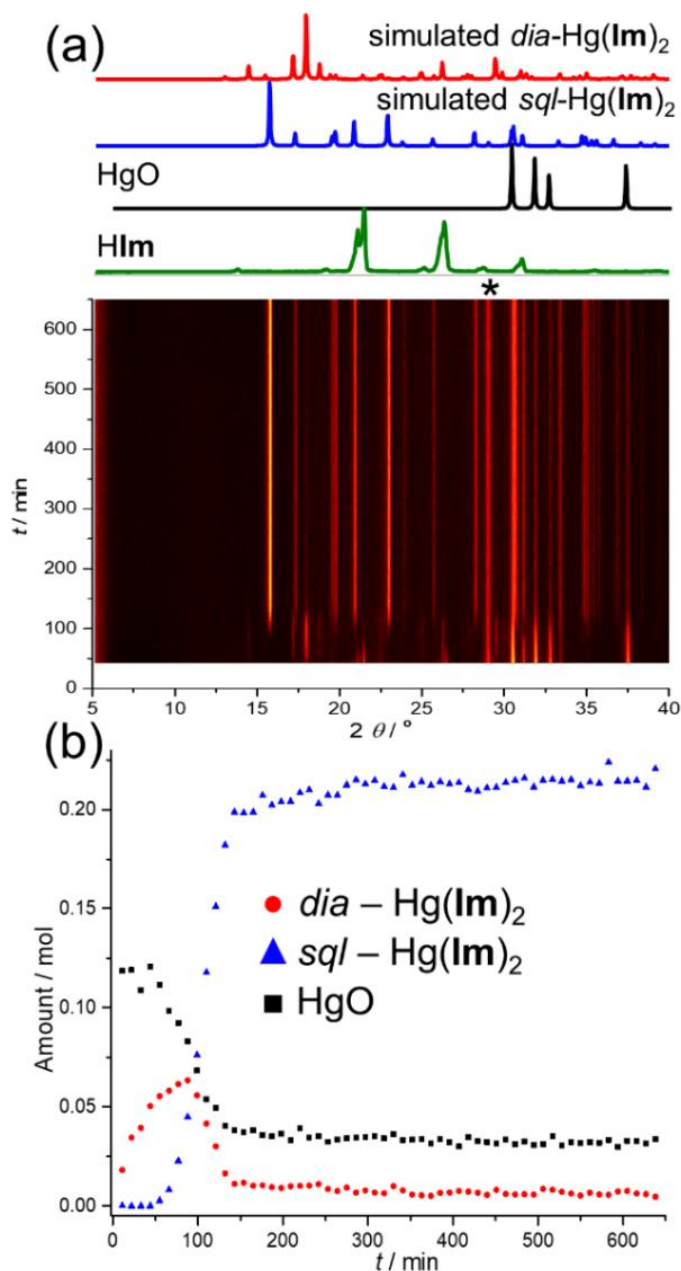 (a)
simulated dia-Hg(Im)2
simulated sql-Hg(Im)2
HgO
HIm
*
600
500
400
300
200
100
0
t / min
5 10 15 20 25 30 35 40
2 θ / °
(b)
0.20
0.15
0.10
0.05
0.00
Amount / mol
dia – Hg(Im)2
sql – Hg(Im)2
HgO
0 100 200 300 400 500 600
t / min